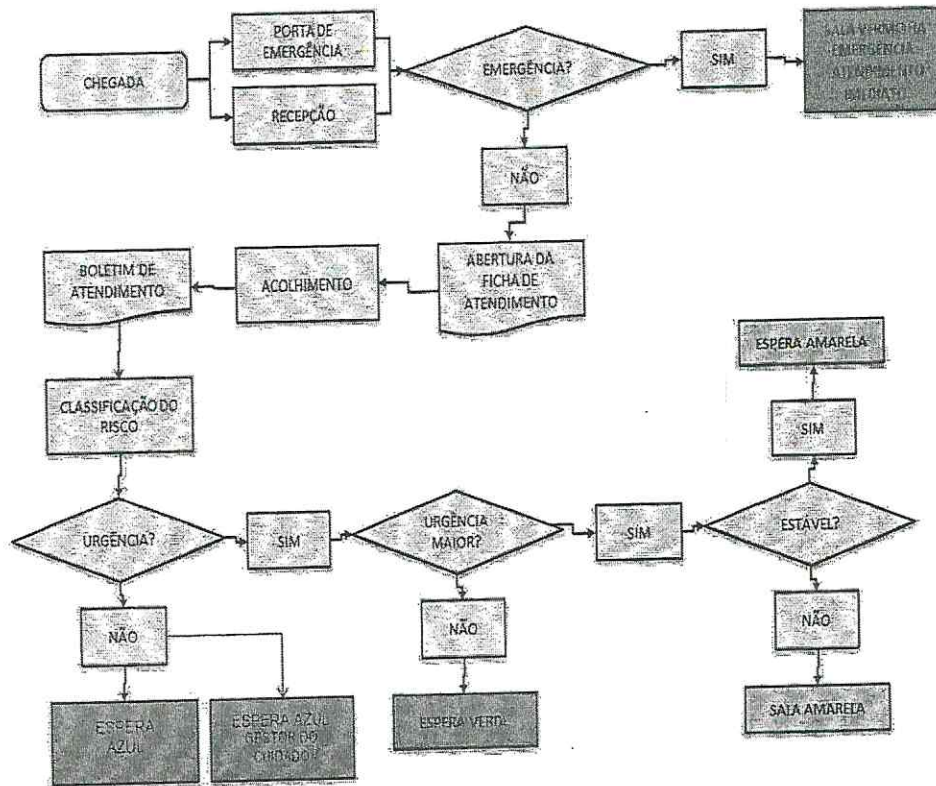 PORTA DE
EMERGÊNCIA
CHEGADA
RECEPÇÃO
EMERGÊNCIA?
SIM
SALA VERMELHA
EMERGÊNCIA
ATENDIMENTO
IMEDIATO
NÃO
BOLETIM DE
ATENDIMENTO
ACOLHIMENTO
ABERTURA DA
FICHA DE
ATENDIMENTO
ESPERA AMARELA
CLASSIFICAÇÃO DO
RISCO
SIM
URGÊNCIA?
SIM
URGÊNCIA
MAIOR?
SIM
ESTÁVEL?
NÃO
NÃO
NÃO
ESPERA
AZUL
ESPERA AZUL
GESTOR DO
CUIDADO
ESPERA VERDE
SALA AMARELA